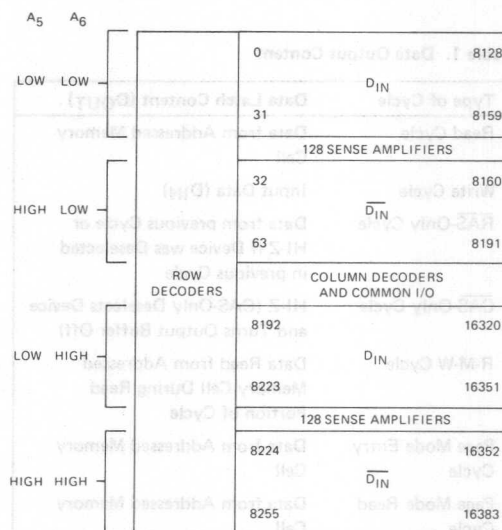 A5 A6
0 8128
LOW LOW DIN
31 8159
128 SENSE AMPLIFIERS
32 8160
HIGH LOW D̅I̅N̅
63 8191
ROW DECODERS
COLUMN DECODERS
AND COMMON I/O
8192 16320
LOW HIGH DIN
8223 16351
128 SENSE AMPLIFIERS
8224 16352
HIGH HIGH D̅I̅N̅
8255 16383